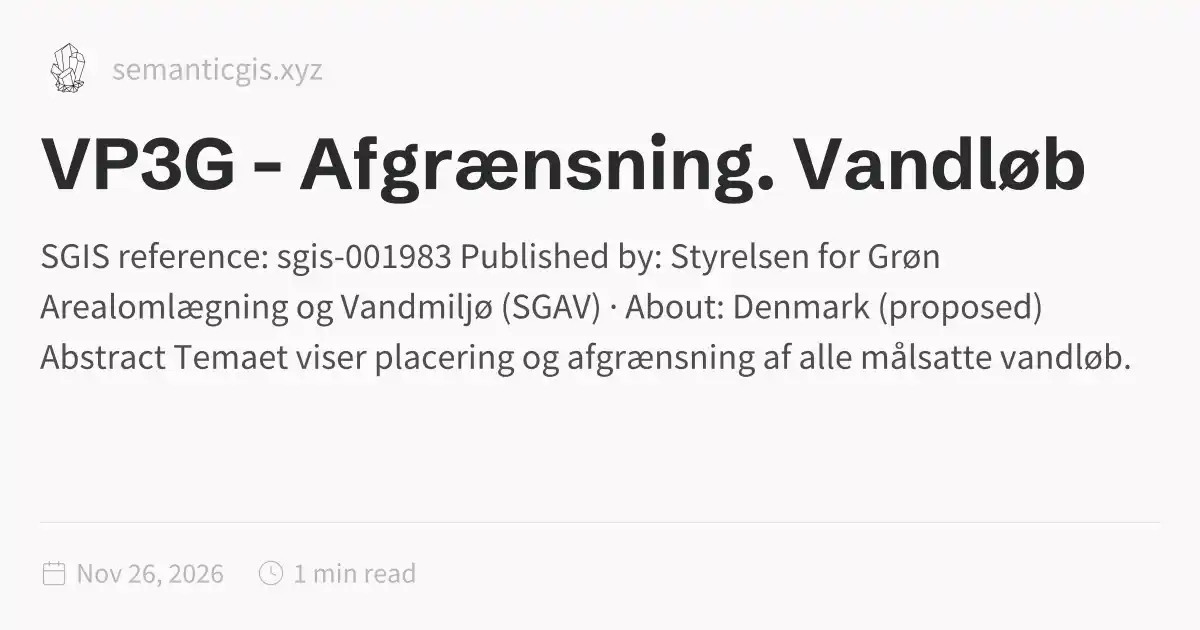 semanticgis.xyz
VP3G – Afgrænsning. Vandløb
SGIS reference: sgis-001983 Published by: Styrelsen for Grøn
Arealomlægning og Vandmiljø (SGAV) · About: Denmark (proposed)
Abstract Temaet viser placering og afgrænsning af alle målsatte vandløb.
Nov 26, 2026 1 min read